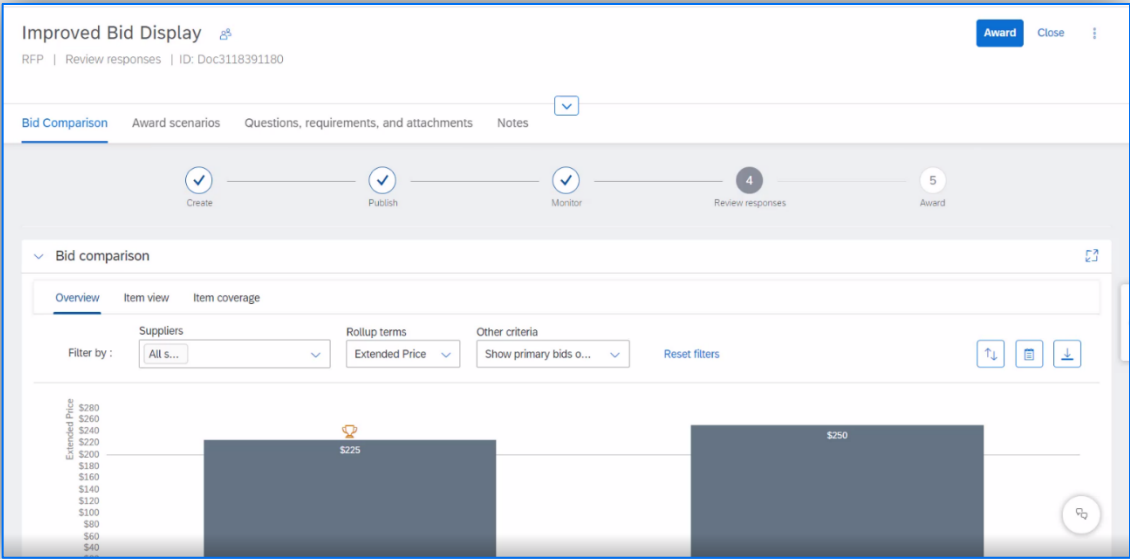 Improved Bid Display
Award
Close
RFP | Review responses | ID: Doc3118391180
Bid Comparison
Award scenarios
Questions, requirements, and attachments
Notes
4
5
Create
Publish
Monitor
Review responses
Award
Bid comparison
Overview
Item view
Item coverage
Suppliers
Rollup terms
Other criteria
Filter by :
All s...
Extended Price
Show primary bids o...
Reset filters
Extended Price
$280
$260
$240
$220
$200
$180
$160
$140
$120
$100
$80
$60
$40
$225
$250